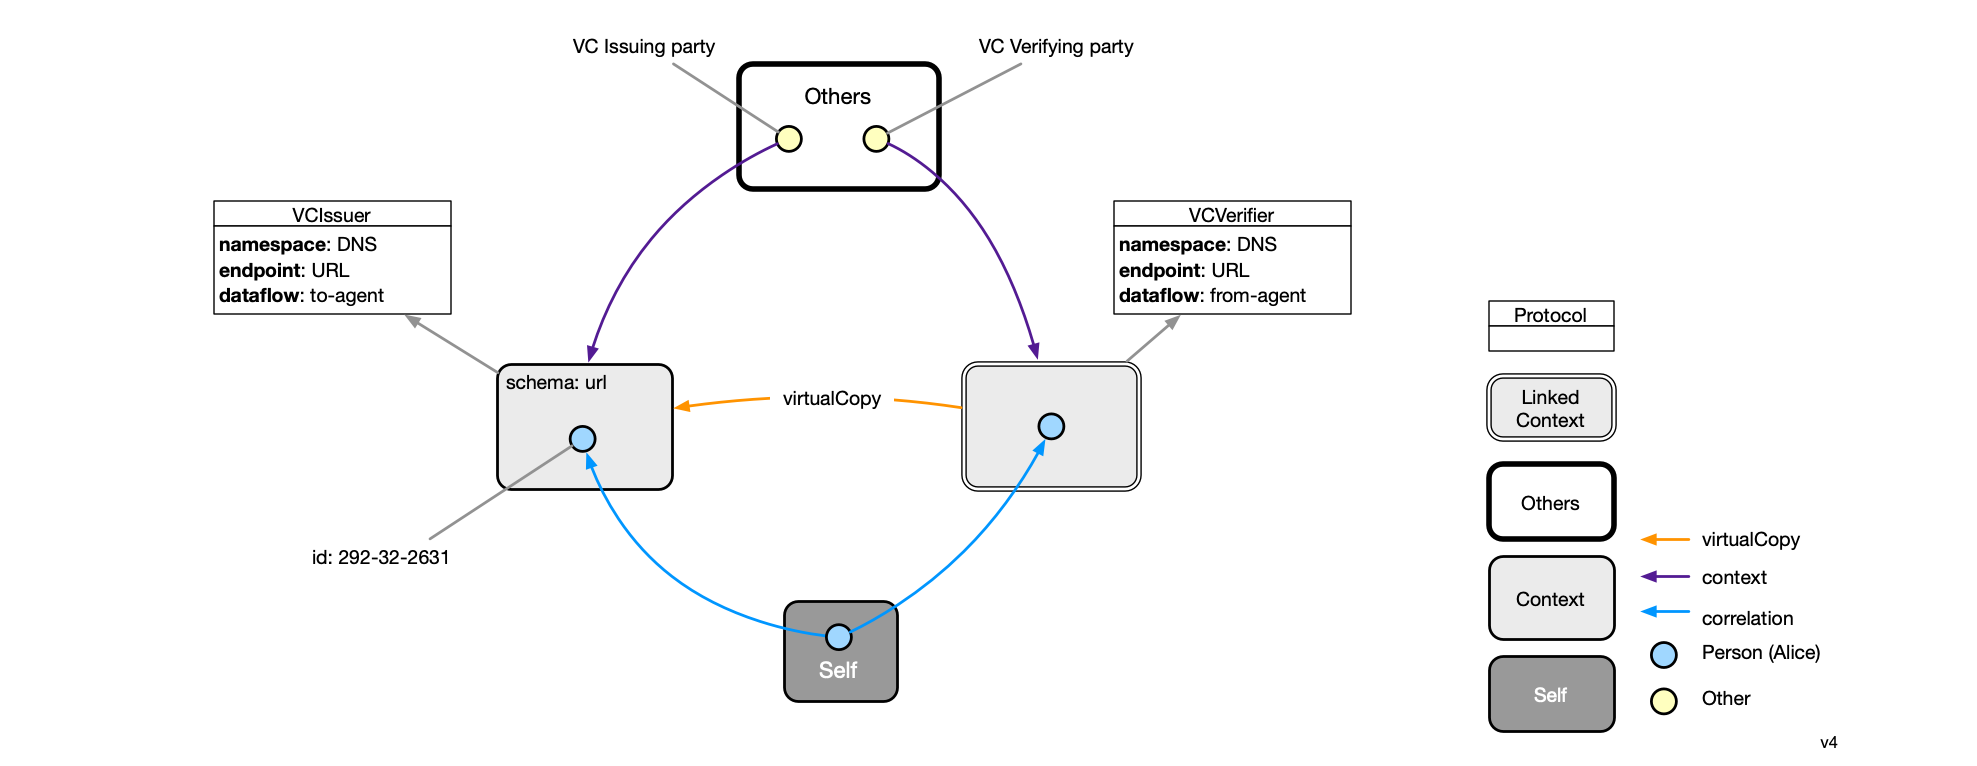 VC Issuing party
VC Verifying party
Others
VCIssuer
namespace: DNS
endpoint: URL
dataflow: to-agent
VCVerifier
namespace: DNS
endpoint: URL
dataflow: from-agent
schema: url
virtualCopy
id: 292-32-2631
Self
Protocol
Linked
Context
Others
Context
Self
virtualCopy
context
correlation
Person (Alice)
Other
v4